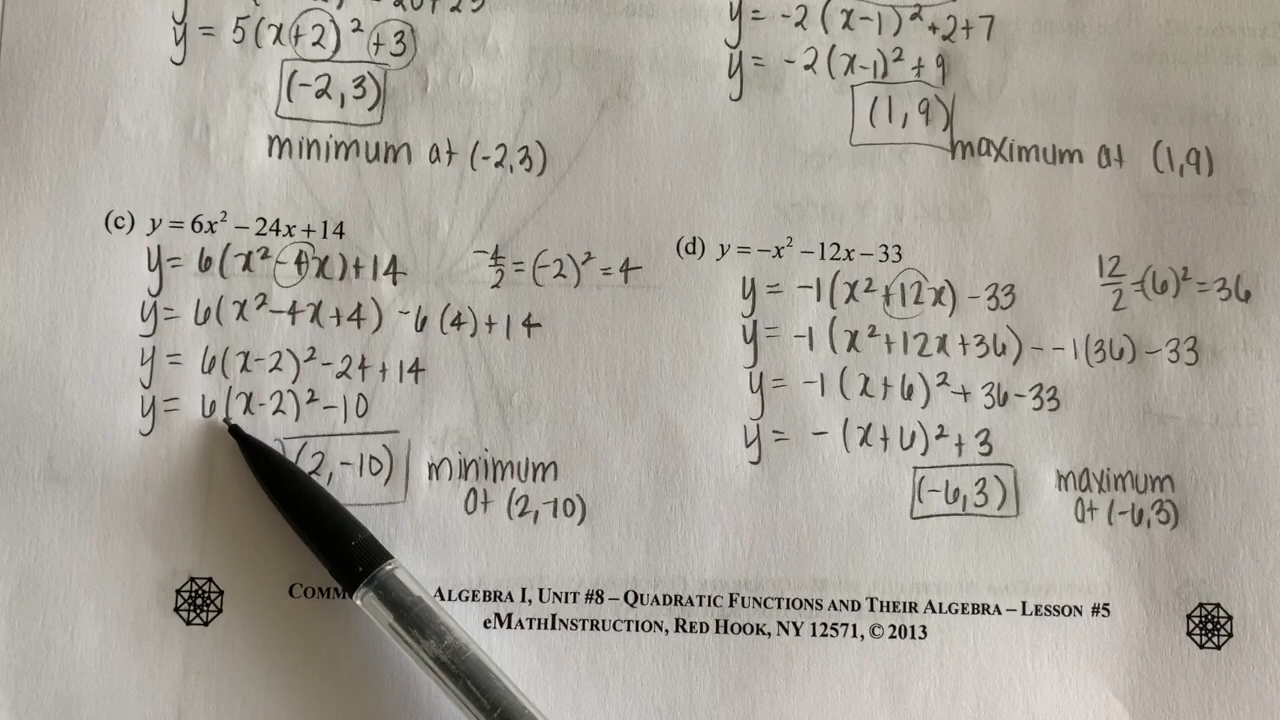 y = 5(x+2)² +3
(-2,3)
minimum at (-2,3)
y = -2(x-1)² +2+7
y = -2(x-1)² + 9
(1,9)
maximum at (1,9)
(c) y = 6x² – 24x + 14
y = 6(x² -4x) + 14
-4/2 = (-2)² = 4
y = 6(x² -4x+4) -6(4) + 14
y = 6(x-2)² -24 + 14
y = 6(x-2)² -10
(2,-10)
minimum
at (2,-10)
(d) y = –x² –12x – 33
y = -1(x² +12x) -33
12/2 = (6)² = 36
y = -1(x² +12x+36) - -1(36) -33
y = -1(x+6)² + 36-33
y = -(x+6)² + 3
(-6,3)
maximum
at (-6,3)
ALGEBRA I, UNIT #8 – QUADRATIC FUNCTIONS AND THEIR ALGEBRA – LESSON #5
eMATHINSTRUCTION, RED HOOK, NY 12571, © 2013